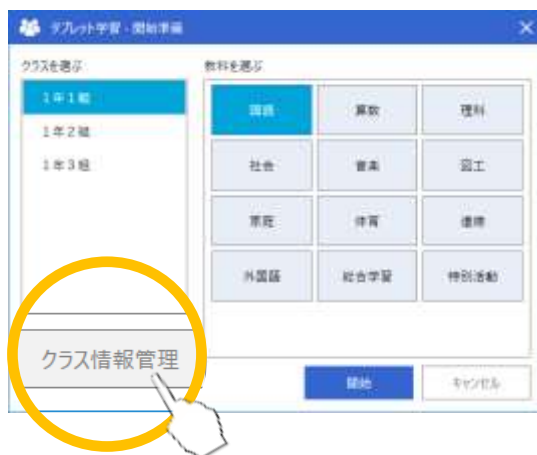 タブレット学習 - 開始準備
クラスを選ぶ
教科を選ぶ
1年1組
1年2組
1年3組
国語
算数
理科
社会
音楽
図工
家庭
体育
道徳
外国語
総合学習
特別活動
クラス情報管理
開始
キャンセル